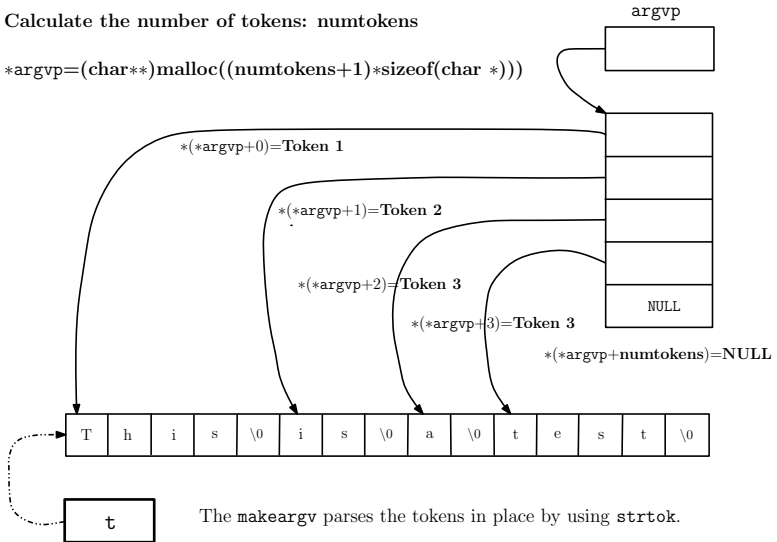 Calculate the number of tokens: numtokens
argvp
*argvp=(char**)malloc((numtokens+1)*sizeof(char *)))
*(*argvp+0)=Token 1
*(*argvp+1)=Token 2
*(*argvp+2)=Token 3
NULL
*(*argvp+3)=Token 3
*(*argvp+numtokens)=NULL
T h i s \0 i s \0 a \0 t e s t \0
t
The makeargv parses the tokens in place by using strtok.